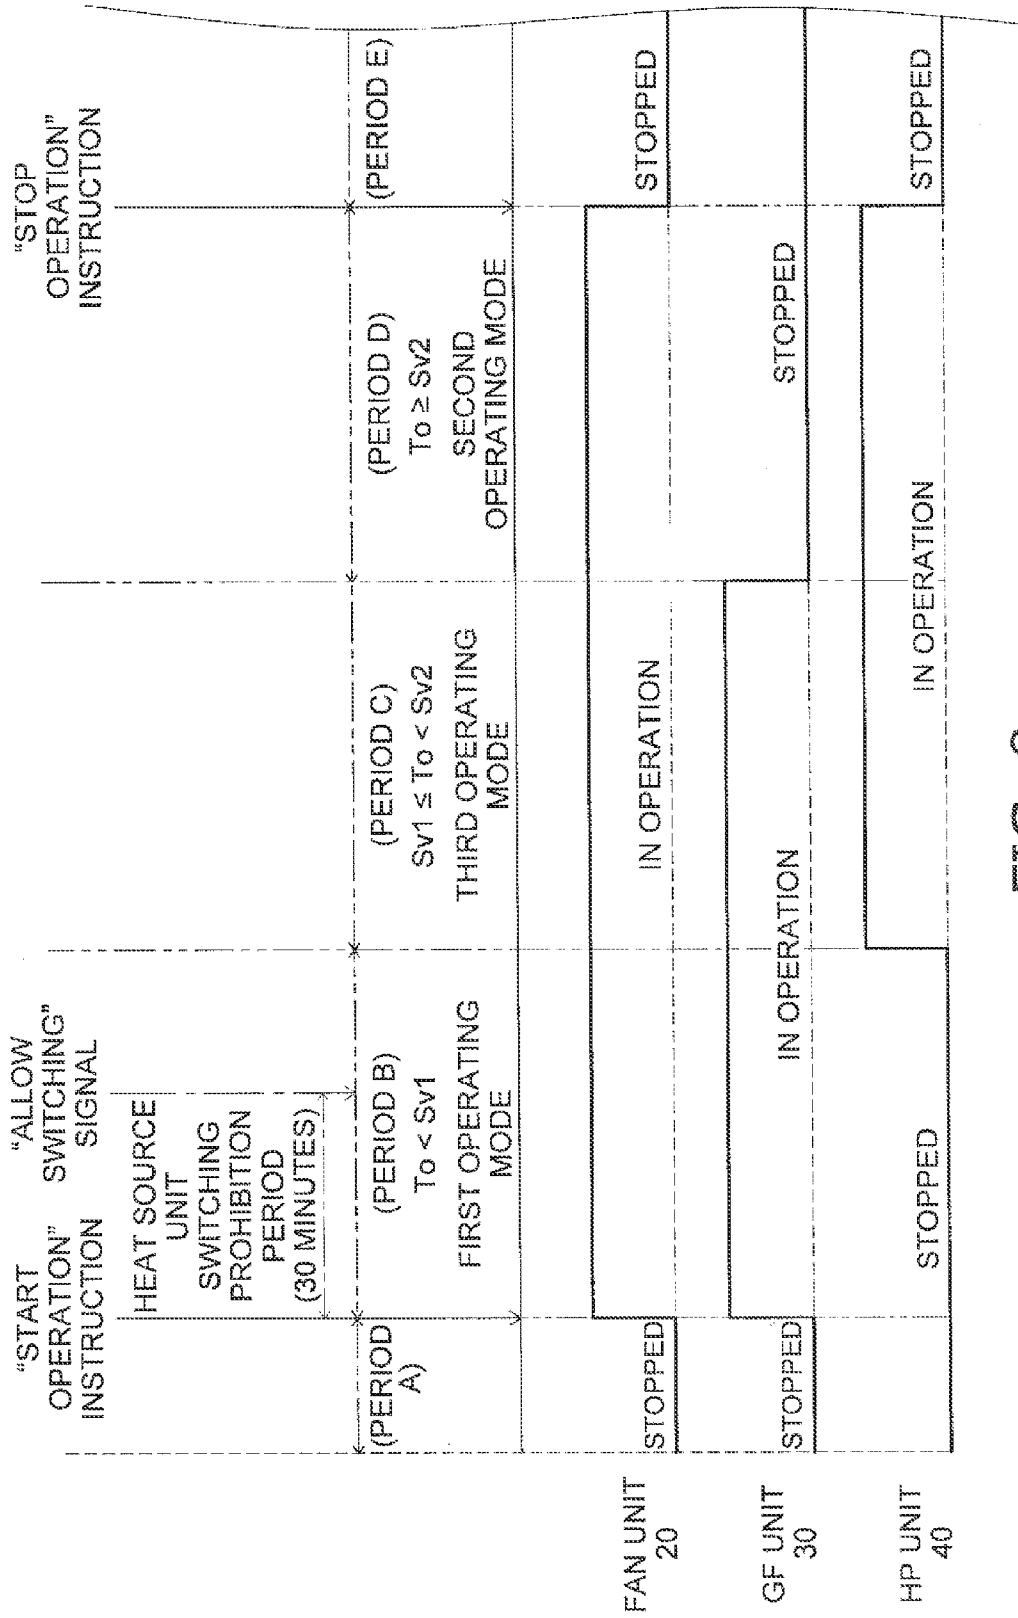 "START
OPERATION"
INSTRUCTION
"ALLOW
SWITCHING"
SIGNAL
"STOP
OPERATION"
INSTRUCTION
HEAT SOURCE
UNIT
SWITCHING
PROHIBITION
PERIOD
(30 MINUTES)
(PERIOD
A)
(PERIOD B)
To < Sv1
FIRST OPERATING
MODE
(PERIOD C)
Sv1 ≤ To < Sv2
THIRD OPERATING
MODE
(PERIOD D)
To ≥ Sv2
SECOND
OPERATING MODE
(PERIOD E)
FAN UNIT
20
STOPPED
IN OPERATION
STOPPED
GF UNIT
30
STOPPED
IN OPERATION
STOPPED
HP UNIT
40
STOPPED
IN OPERATION
STOPPED